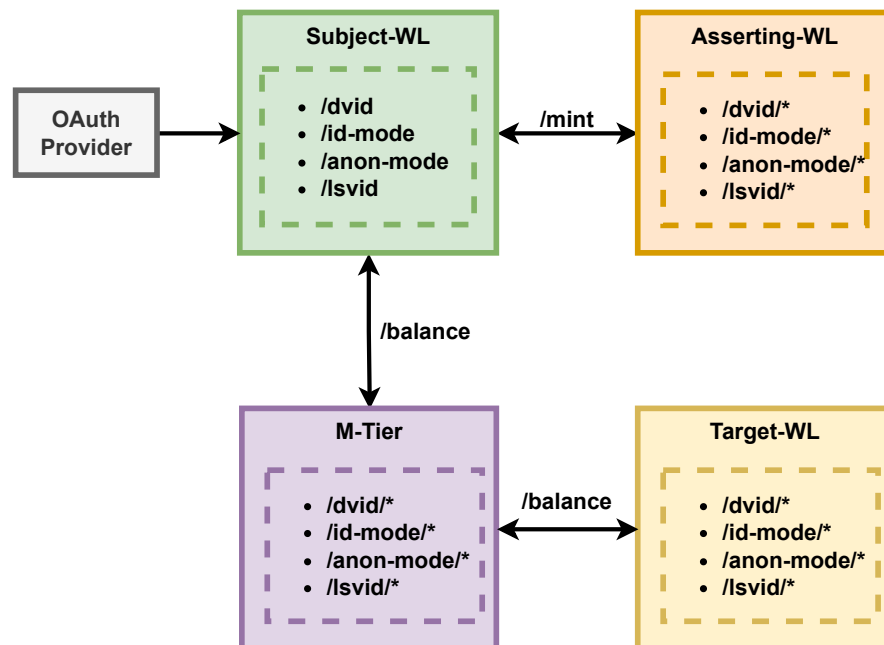 Subject-WL
• /dvid
• /id-mode
• /anon-mode
• /lsvid
Asserting-WL
• /dvid/*
• /id-mode/*
• /anon-mode/*
• /lsvid/*
OAuth
Provider
/mint
/balance
M-Tier
• /dvid/*
• /id-mode/*
• /anon-mode/*
• /lsvid/*
/balance
Target-WL
• /dvid/*
• /id-mode/*
• /anon-mode/*
• /lsvid/*